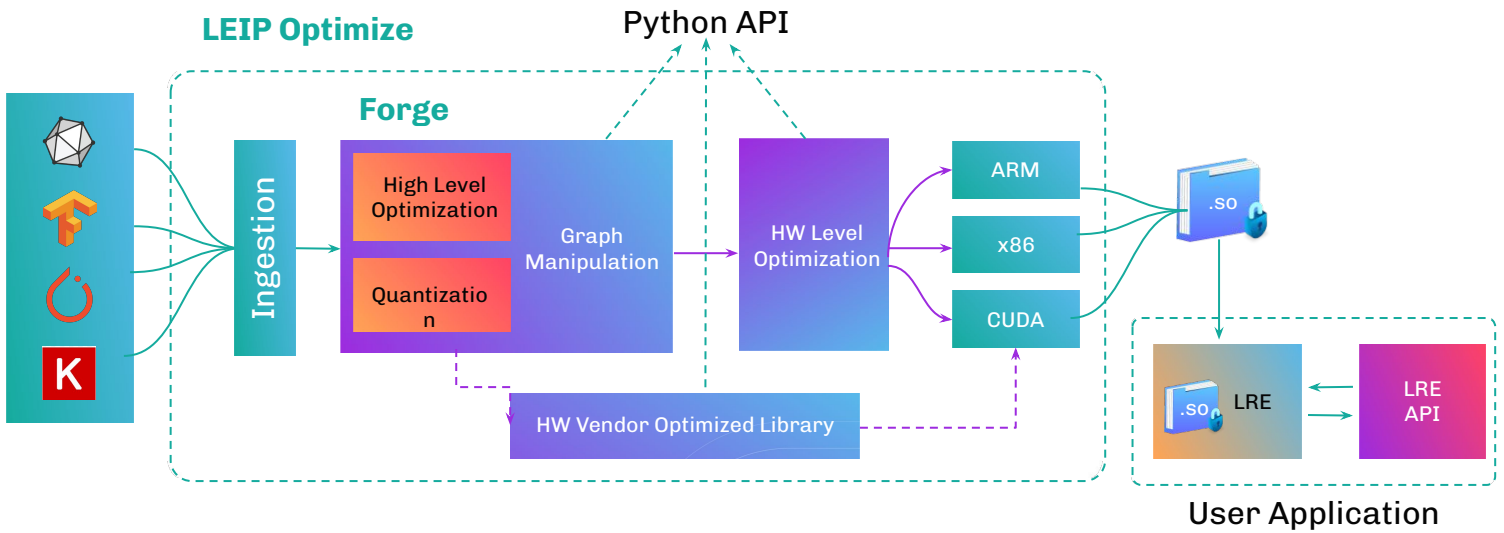 LEIP Optimize
Python API
Forge
Ingestion
High Level
Optimization
Quantizatio
n
Graph
Manipulation
HW Level
Optimization
ARM
x86
CUDA
HW Vendor Optimized Library
.so
K
.so
LRE
LRE
API
User Application